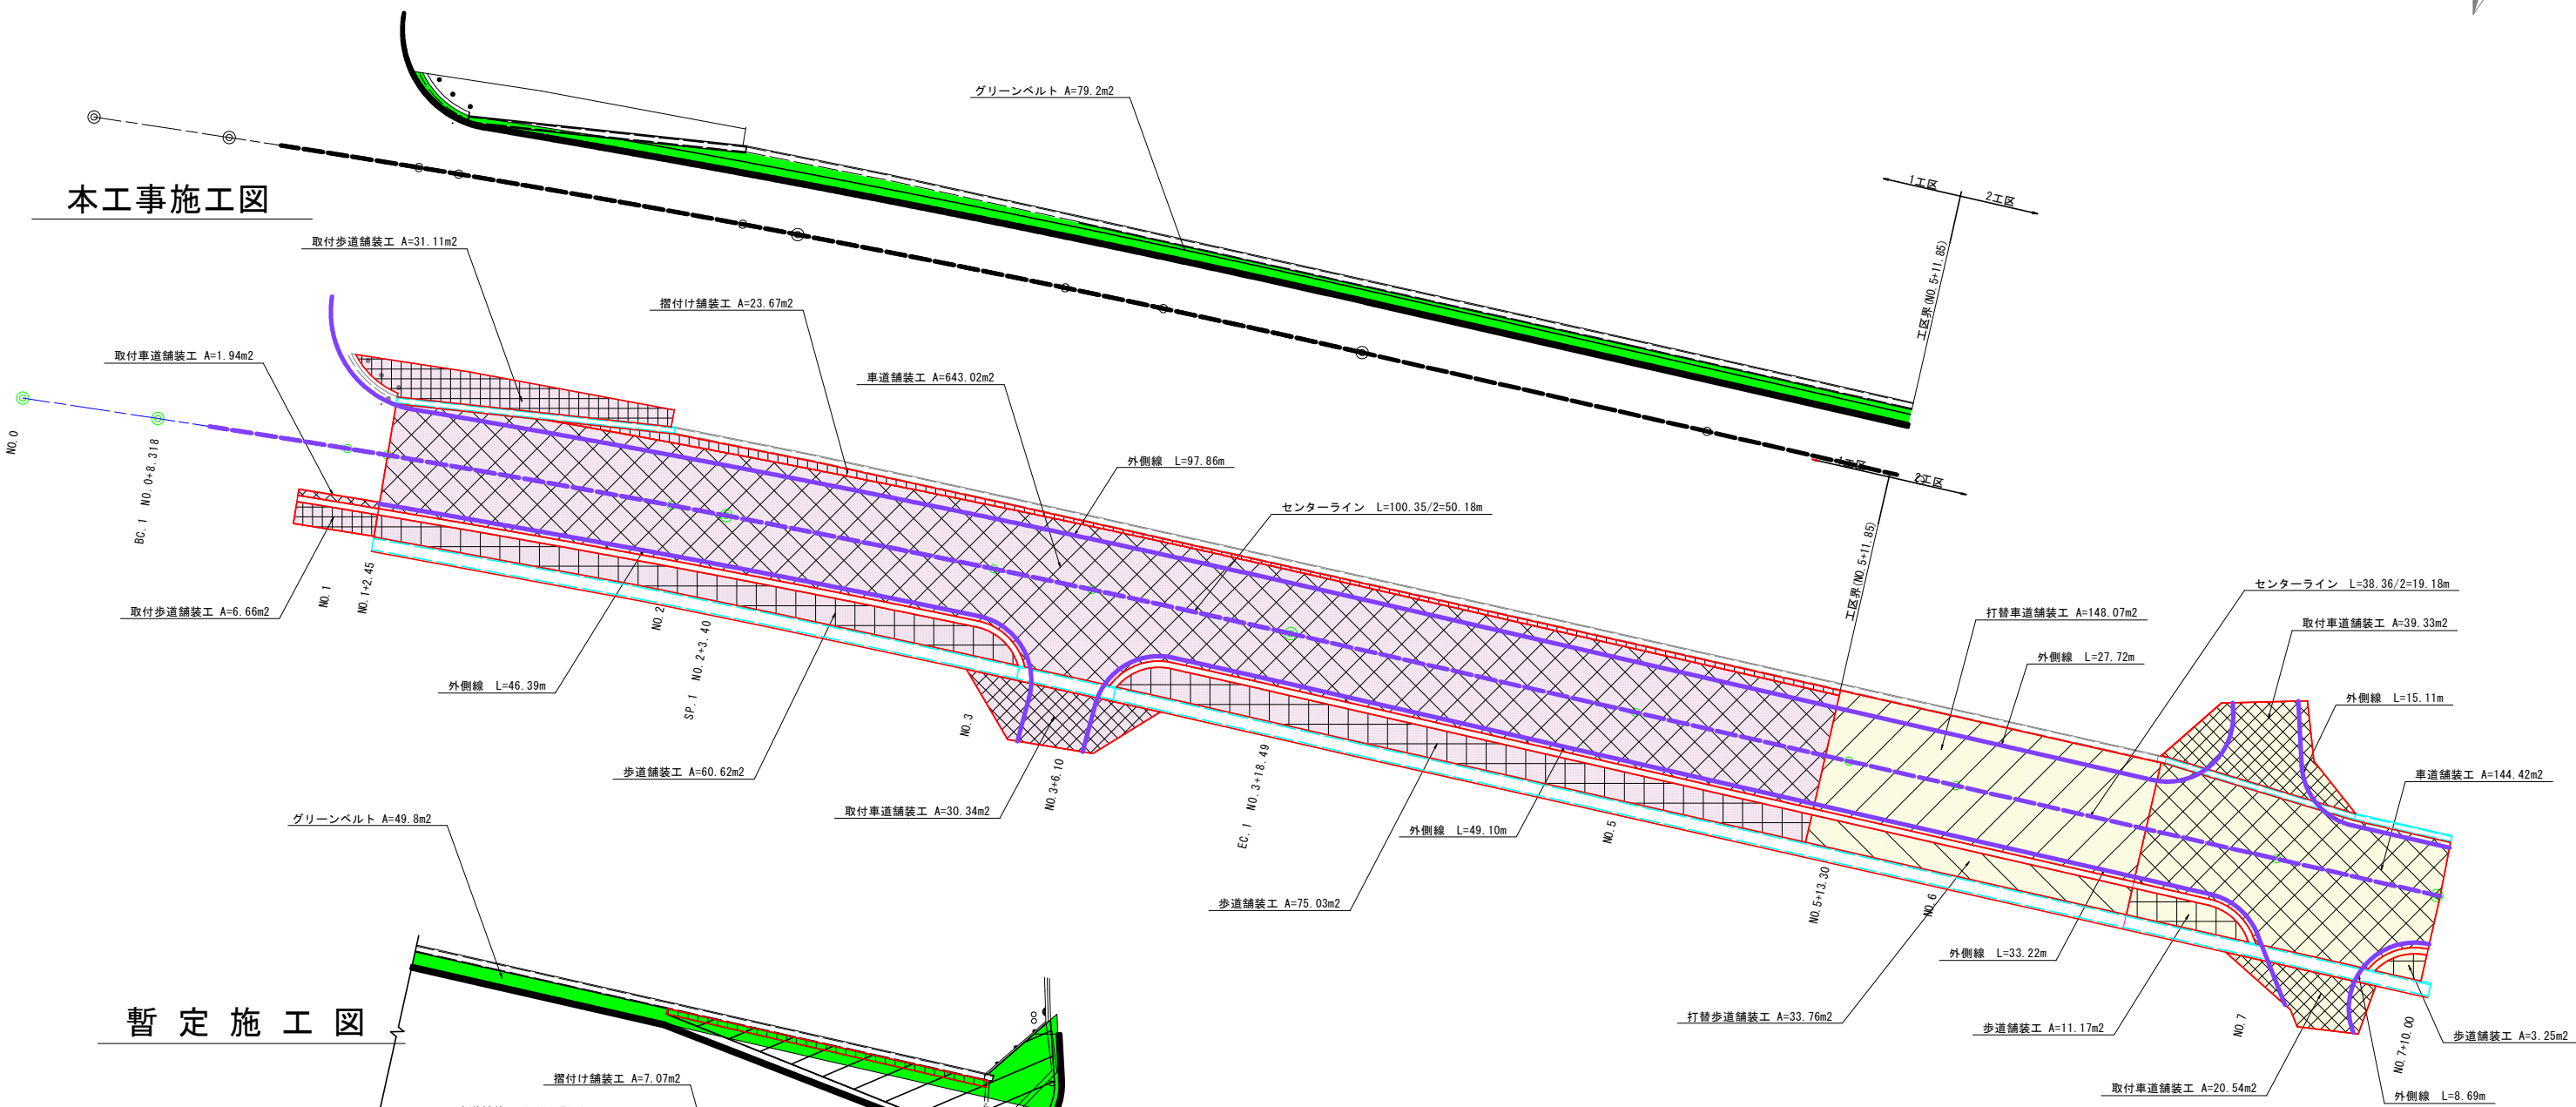 グリーンベルト A=79.2m2
本工事施工図
1工区
2工区
工区界(NO.5+11.85)
取付歩道舗装工 A=31.11m2
摺付け舗装工 A=23.67m2
取付車道舗装工 A=1.94m2
車道舗装工 A=643.02m2
外側線 L=97.86m
センターライン L=100.35/2=50.18m
1工区
2工区
工区界(NO.5+11.85)
NO.0
BC.1 NO.0+8.318
NO.1
NO.1+2.45
NO.2
SP.1 NO.2+3.40
NO.3
NO.3+6.10
EC.1 NO.3+18.49
NO.5
NO.5+13.30
NO.6
NO.7
NO.7+10.00
取付歩道舗装工 A=6.66m2
外側線 L=46.39m
歩道舗装工 A=60.62m2
取付車道舗装工 A=30.34m2
外側線 L=49.10m
歩道舗装工 A=75.03m2
センターライン L=38.36/2=19.18m
打替車道舗装工 A=148.07m2
取付車道舗装工 A=39.33m2
外側線 L=27.72m
外側線 L=15.11m
車道舗装工 A=144.42m2
外側線 L=33.22m
打替歩道舗装工 A=33.76m2
歩道舗装工 A=11.17m2
歩道舗装工 A=3.25m2
取付車道舗装工 A=20.54m2
外側線 L=8.69m
グリーンベルト A=49.8m2
暫定施工図
摺付け舗装工 A=7.07m2